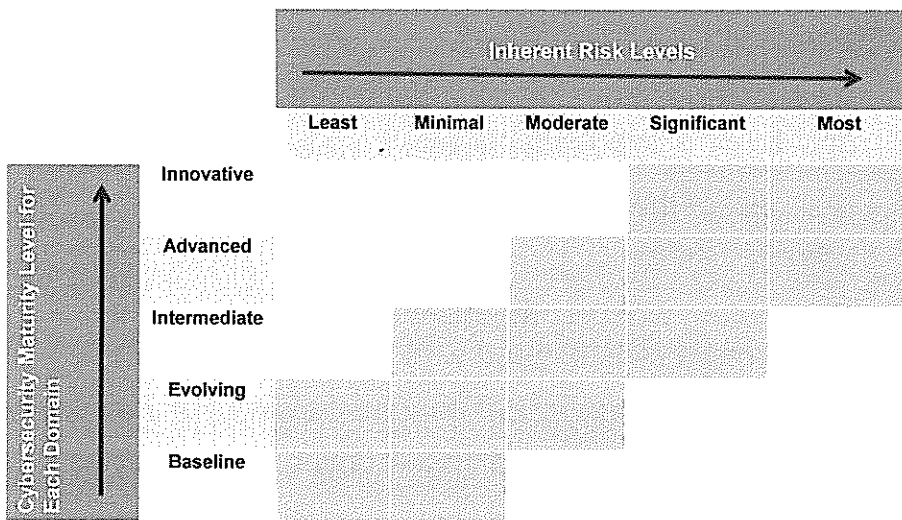 Inherent Risk Levels
Least Minimal Moderate Significant Most
Innovative
Advanced
Intermediate
Evolving
Baseline
Cybersecurity Maturity Level for
Each Domain